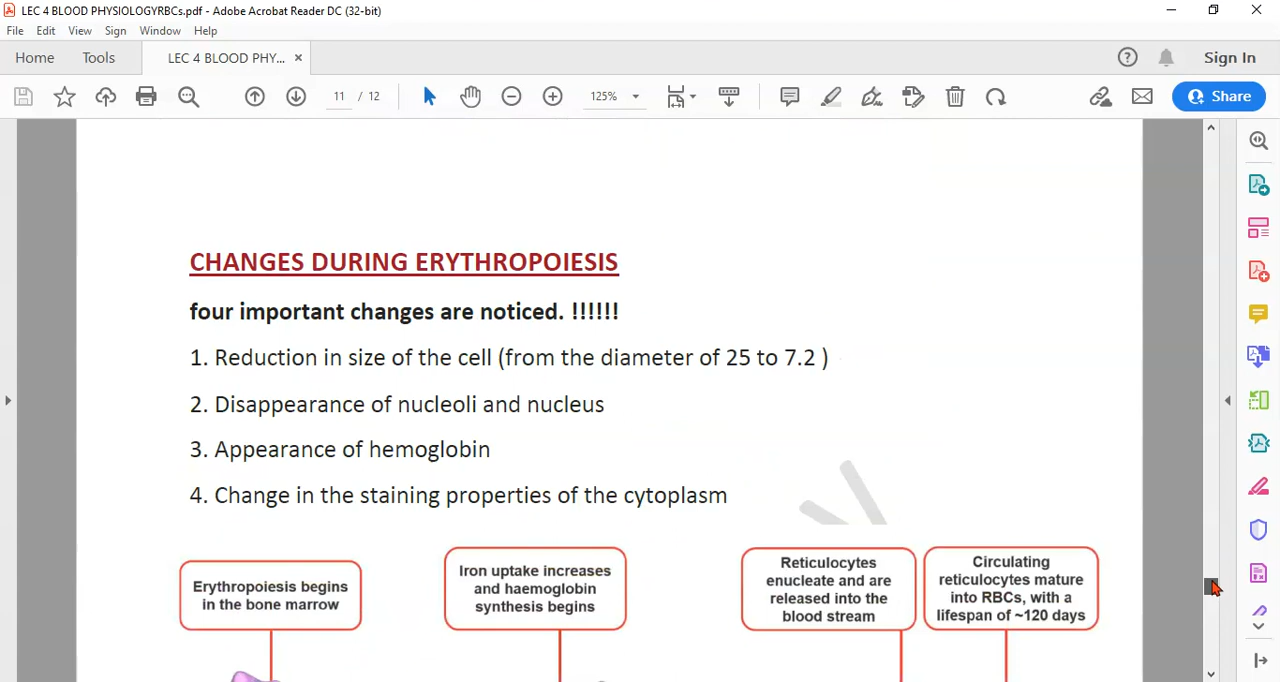 LEC 4 BLOOD PHYSIOLOGYRBCs.pdf - Adobe Acrobat Reader DC (32-bit)
File Edit View Sign Window Help
Home Tools LEC 4 BLOOD PHY... × Sign In
11 / 12 125% Share
CHANGES DURING ERYTHROPOIESIS
four important changes are noticed. !!!!!!
1. Reduction in size of the cell (from the diameter of 25 to 7.2 )
2. Disappearance of nucleoli and nucleus
3. Appearance of hemoglobin
4. Change in the staining properties of the cytoplasm
Erythropoiesis begins
in the bone marrow
Iron uptake increases
and haemoglobin
synthesis begins
Reticulocytes
enucleate and are
released into the
blood stream
Circulating
reticulocytes mature
into RBCs, with a
lifespan of ~120 days